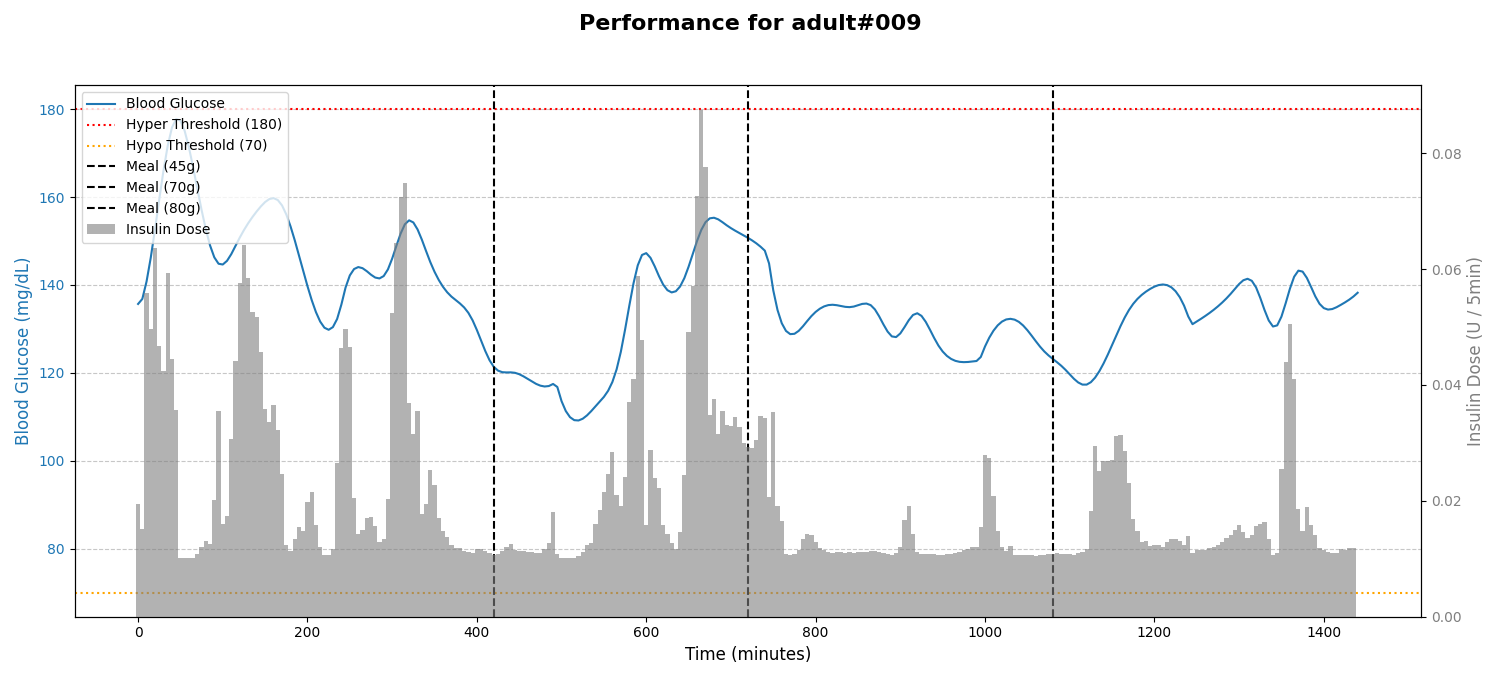 Performance for adult#009
Blood Glucose
Hyper Threshold (180)
Hypo Threshold (70)
Meal (45g)
Meal (70g)
Meal (80g)
Insulin Dose
Blood Glucose (mg/dL)
180
160
140
120
100
80
0.08
0.06
0.04
0.02
0.00
Insulin Dose (U / 5min)
0
200
400
600
800
1000
1200
1400
Time (minutes)